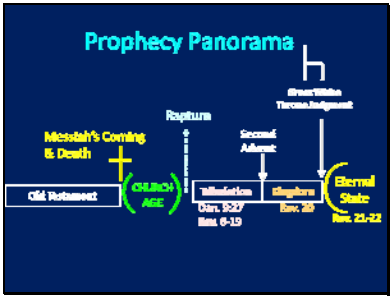 Prophecy Panorama
Great White
Throne Judgment
Rapture
Messiah's Coming
& Death
Second
Advent
Old Testament
CHURCH
AGE
Tribulation
Dan. 9:27
Rev. 6-19
Kingdom
Rev. 20
Eternal
State
Rev. 21-22